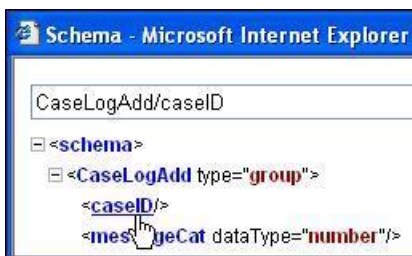 Schema - Microsoft Internet Explorer
CaseLogAdd/caseID
<schema>
<CaseLogAdd type="group">
<caseID/>
dataType="number"/>